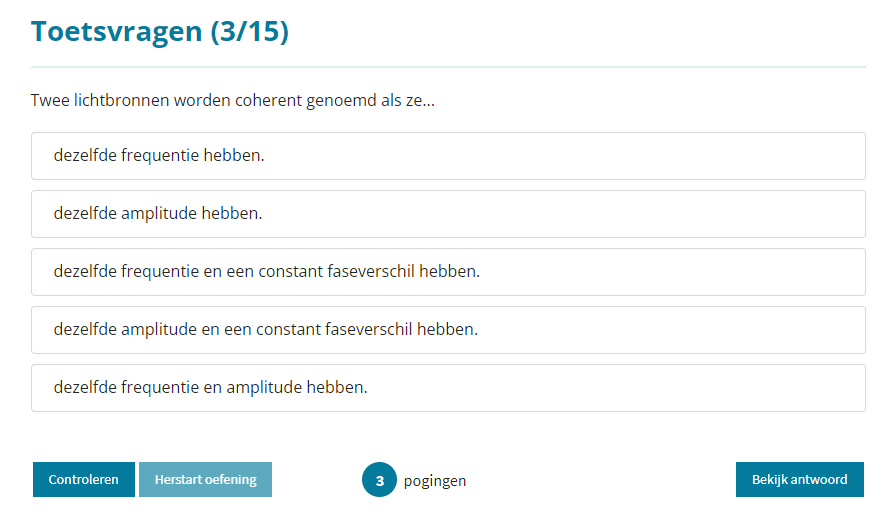 Toetsvragen (3/15)
Twee lichtbronnen worden coherent genoemd als ze...
dezelfde frequentie hebben.
dezelfde amplitude hebben.
dezelfde frequentie en een constant faseverschil hebben.
dezelfde amplitude en een constant faseverschil hebben.
dezelfde frequentie en amplitude hebben.
Controleren Herstart oefening 3 pogingen Bekijk antwoord